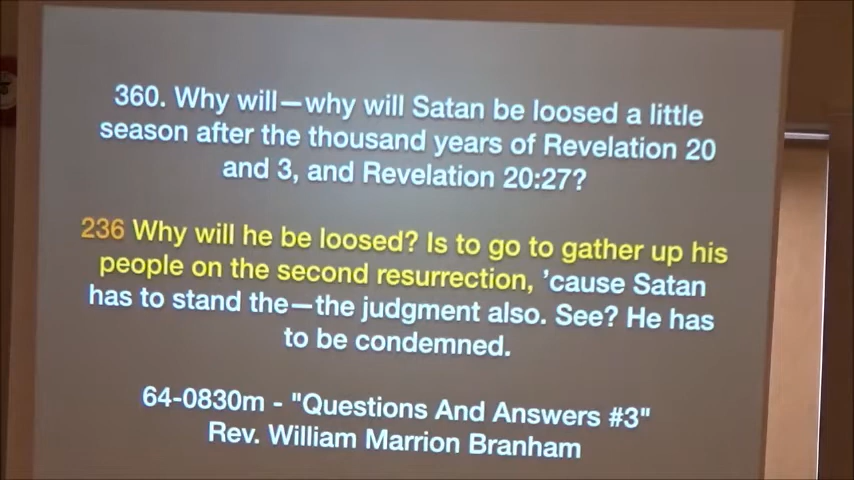 360. Why will—why will Satan be loosed a little
season after the thousand years of Revelation 20
and 3, and Revelation 20:27?
236 Why will he be loosed? Is to go to gather up his
people on the second resurrection, ’cause Satan
has to stand the—the judgment also. See? He has
to be condemned.
64-0830m - "Questions And Answers #3"
Rev. William Marrion Branham